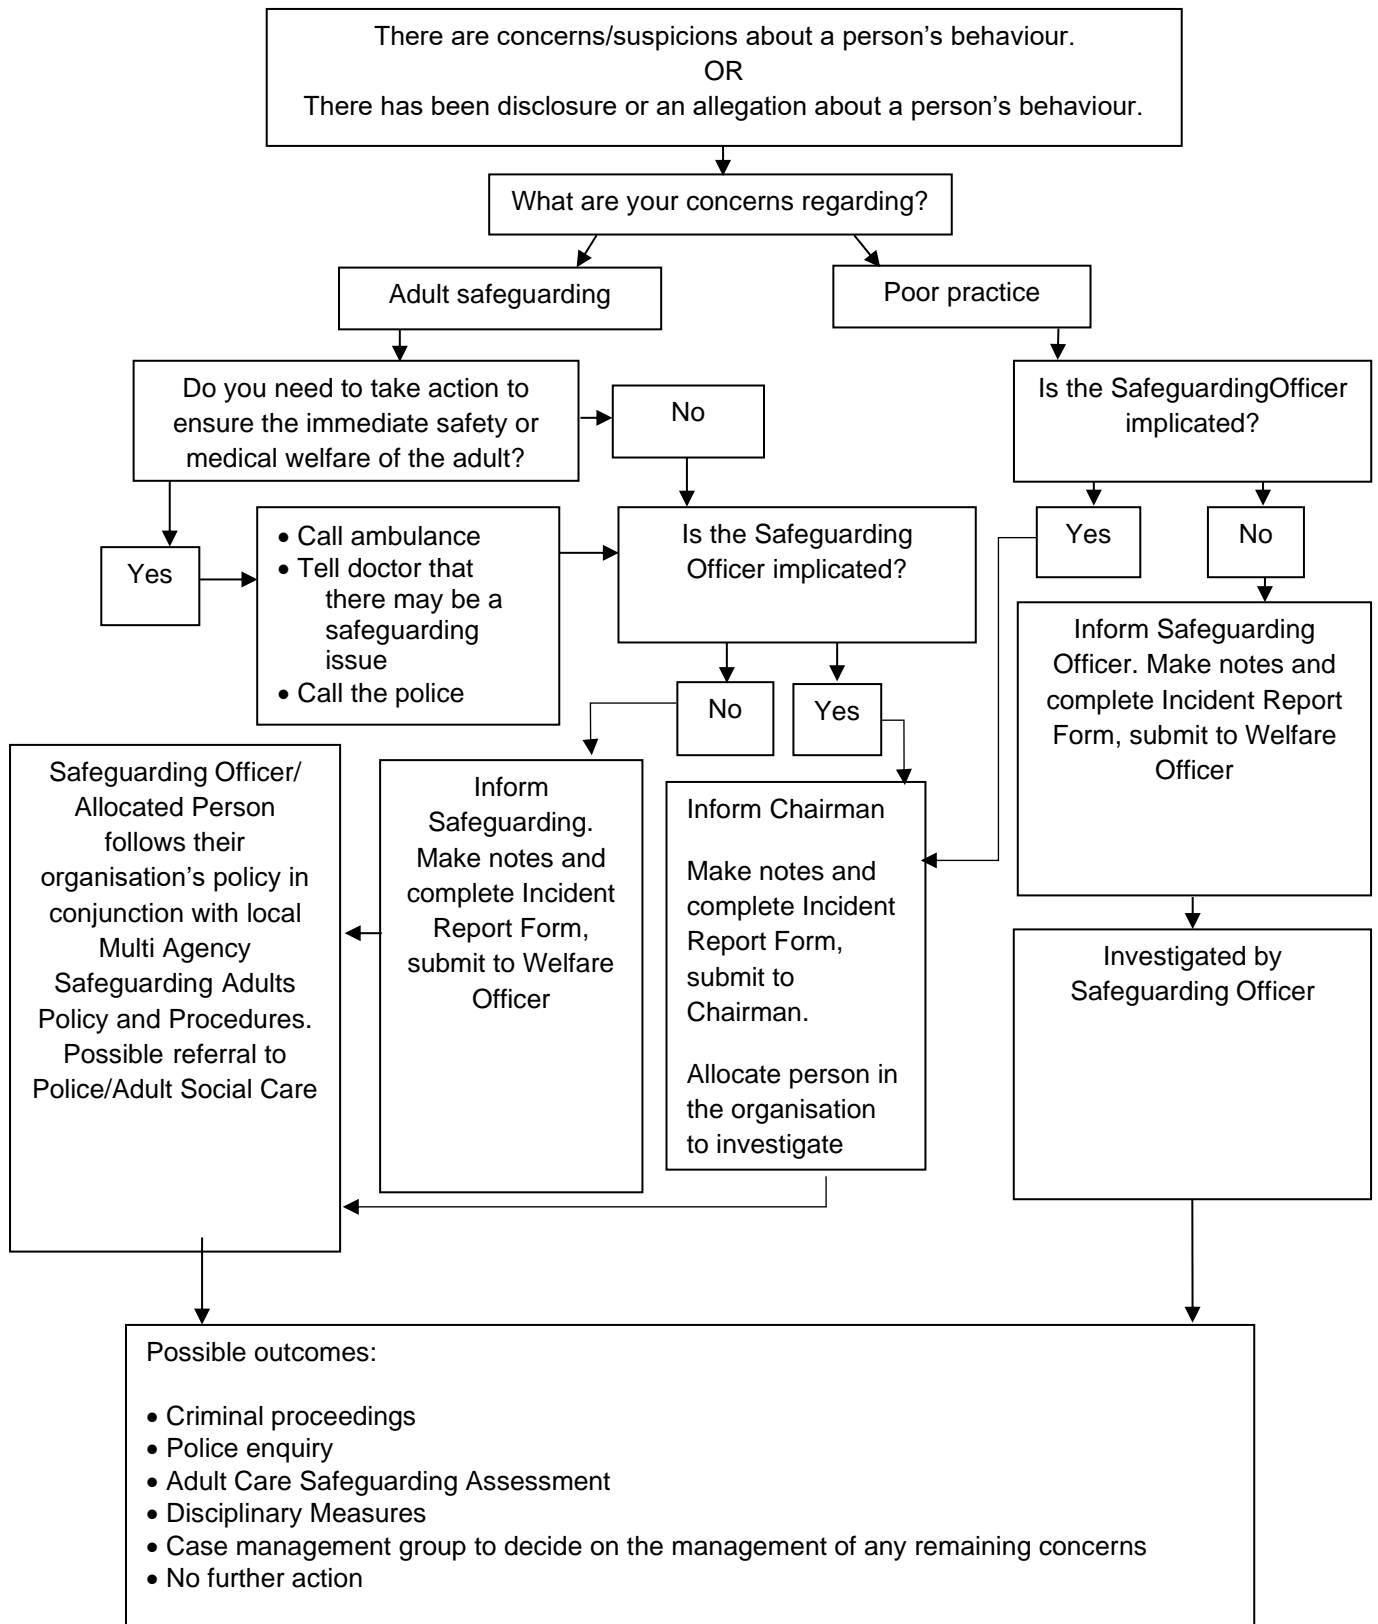 There are concerns/suspicions about a person’s behaviour.
OR
There has been disclosure or an allegation about a person’s behaviour.
What are your concerns regarding?
Adult safeguarding
Poor practice
Do you need to take action to
ensure the immediate safety or
medical welfare of the adult?
No
Is the SafeguardingOfficer
implicated?
Yes
• Call ambulance
• Tell doctor that
there may be a
safeguarding
issue
• Call the police
Is the Safeguarding
Officer implicated?
Yes
No
No
Yes
Inform Safeguarding
Officer. Make notes and
complete Incident Report
Form, submit to Welfare
Officer
Safeguarding Officer/
Allocated Person
follows their
organisation’s policy in
conjunction with local
Multi Agency
Safeguarding Adults
Policy and Procedures.
Possible referral to
Police/Adult Social Care
Inform
Safeguarding.
Make notes and
complete Incident
Report Form,
submit to Welfare
Officer
Inform Chairman
Make notes and
complete Incident
Report Form,
submit to
Chairman.
Allocate person in
the organisation
to investigate
Investigated by
Safeguarding Officer
Possible outcomes:
• Criminal proceedings
• Police enquiry
• Adult Care Safeguarding Assessment
• Disciplinary Measures
• Case management group to decide on the management of any remaining concerns
• No further action